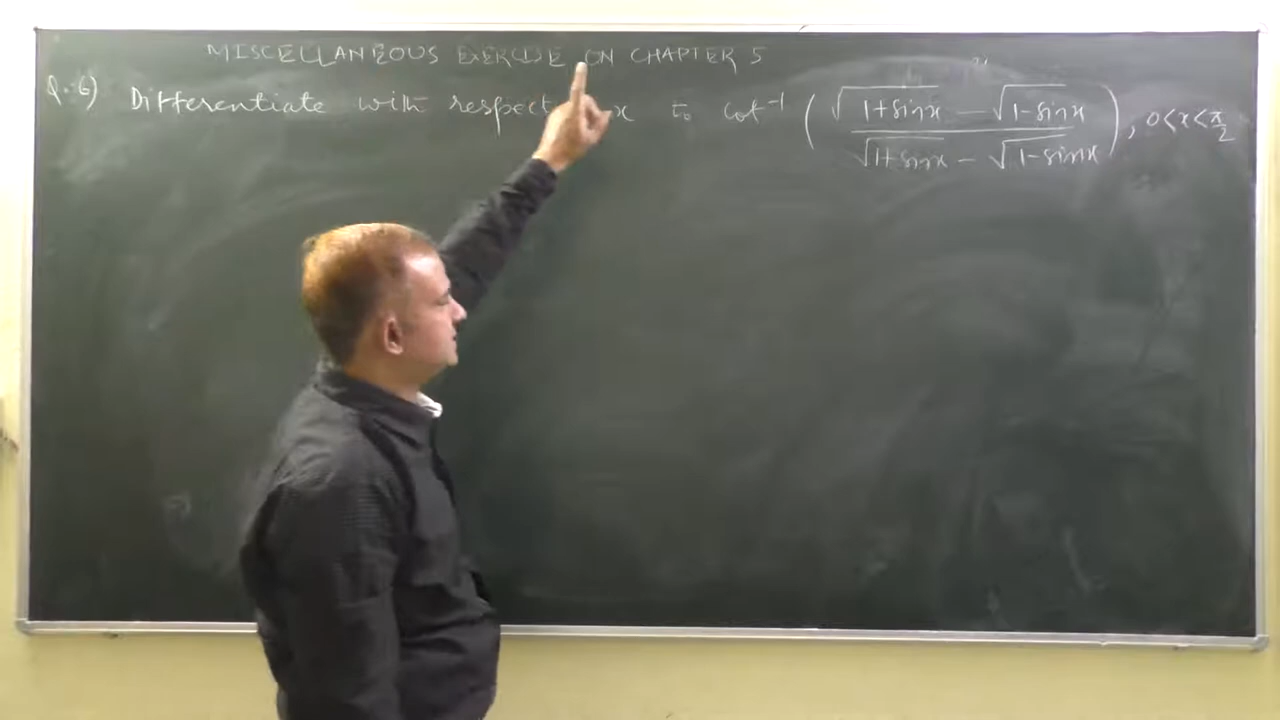 MISCELLANEOUS EXERCISE ON CHAPTER 5
Q.6) Differentiate with respect x to cot⁻¹ ( (√(1+sinx) − √(1-sinx)) / (√(1+sinx) − √(1-sinx)) ), 0<x<π/2